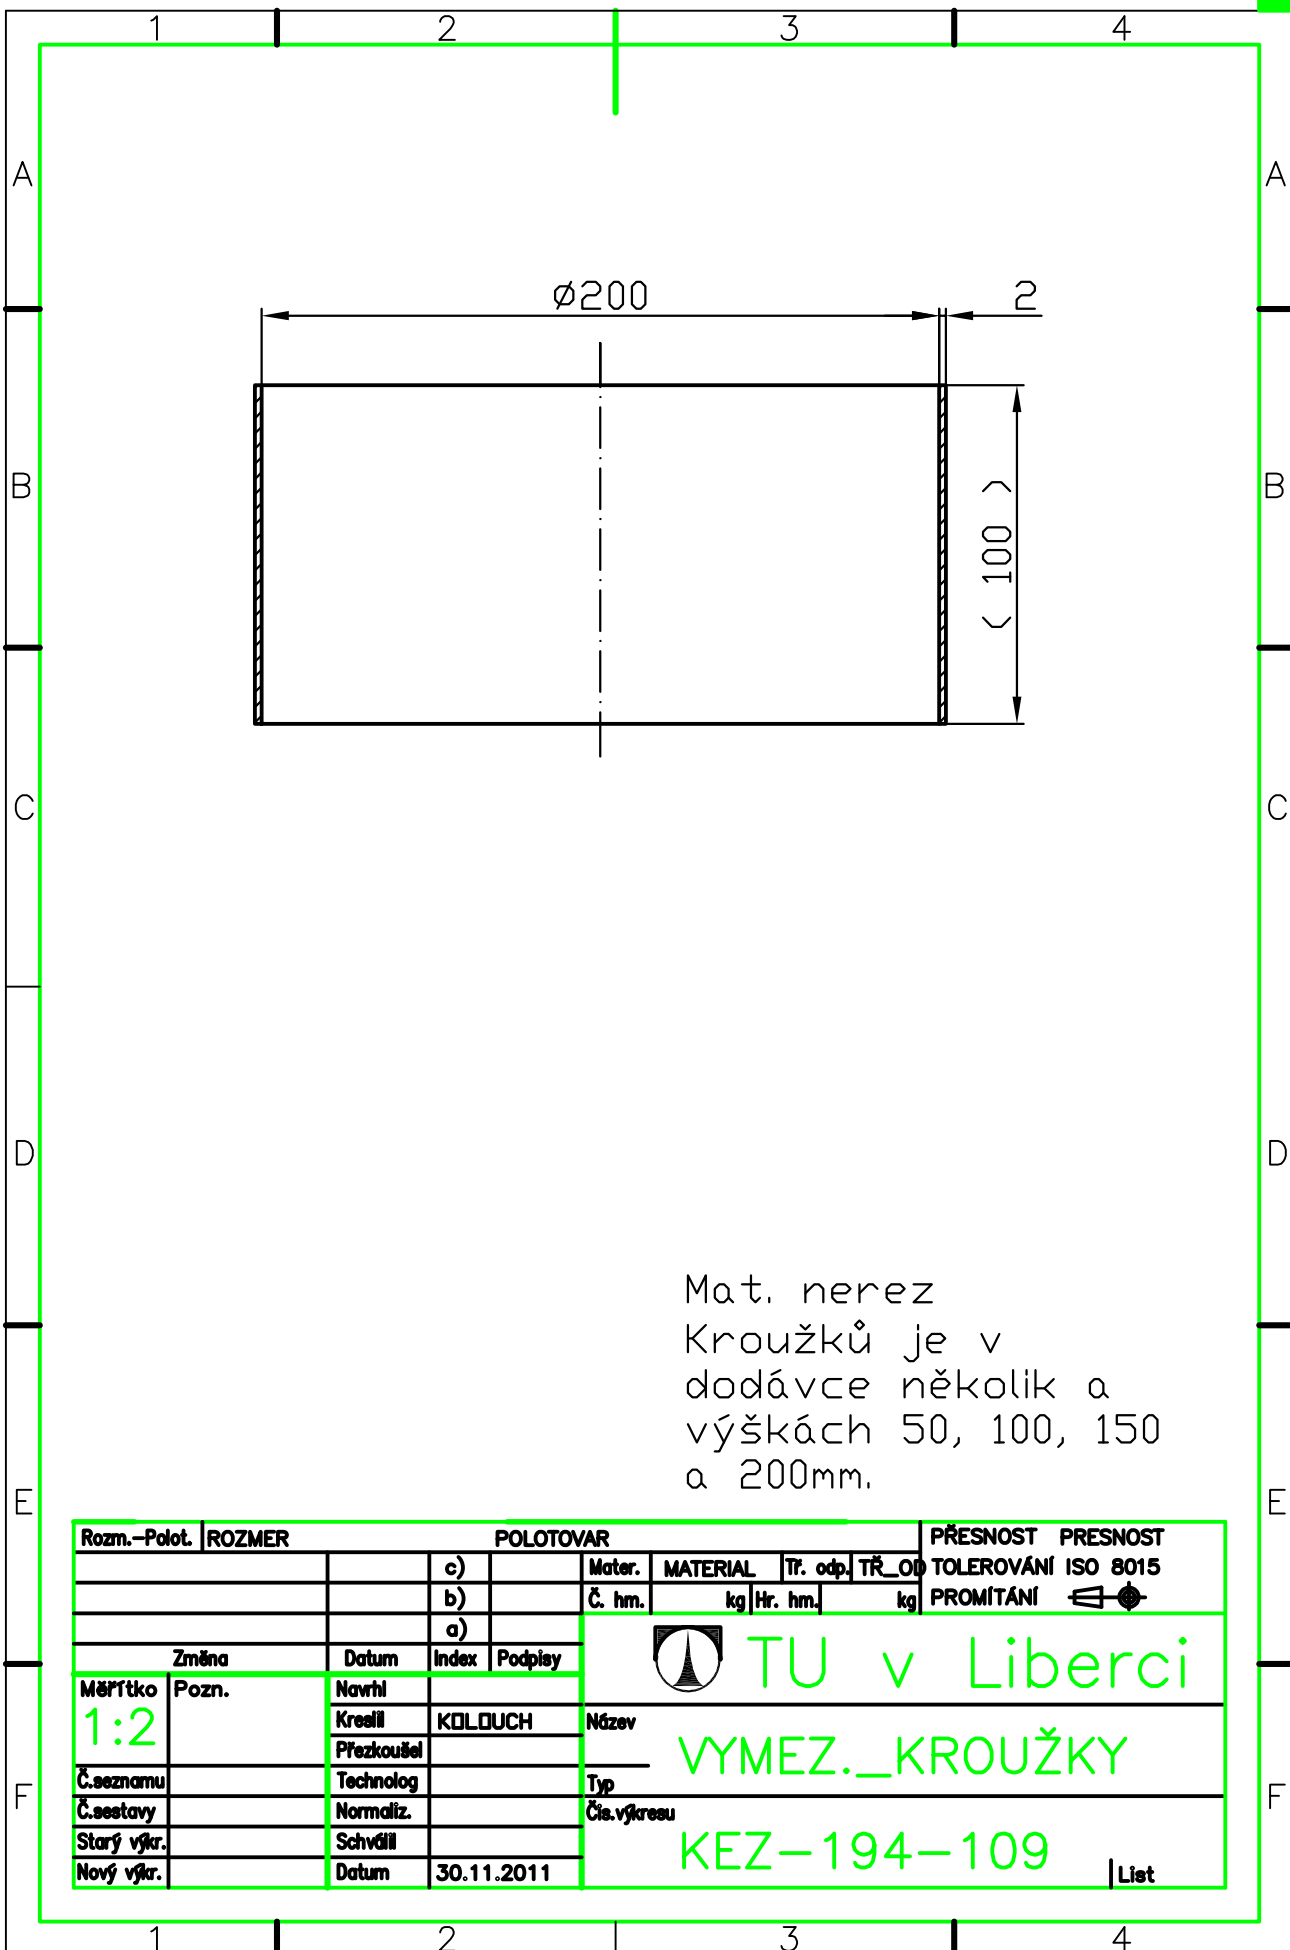 1 2 3 4
A A
Ø200 2
B B
( 100 )
C C
D D
Mat. nerez
Kroužků je v
dodávce několik a
výškách 50, 100, 150
a 200mm.
E E
Rozm.-Polot. ROZMER POLOTOVAR PŘESNOST PRESNOST
c) Mater. MATERIAL Tř. odp. TŘ_OD TOLEROVÁNÍ ISO 8015
b) Č. hm. kg Hr. hm. kg PROMÍTÁNÍ
a)
Změna Datum Index Podpisy
TU v Liberci
Měřítko Pozn. Navrhl
1:2 Kreslil KOLOUCH Název
Přezkoušel VYMEZ._KROUŽKY
Č.seznamu Technolog Typ
F F
Č.sestavy Normaliz. Čís.výkresu
Starý výkr. Schválil
KEZ-194-109
Nový výkr. Datum 30.11.2011 List
1 2 3 4